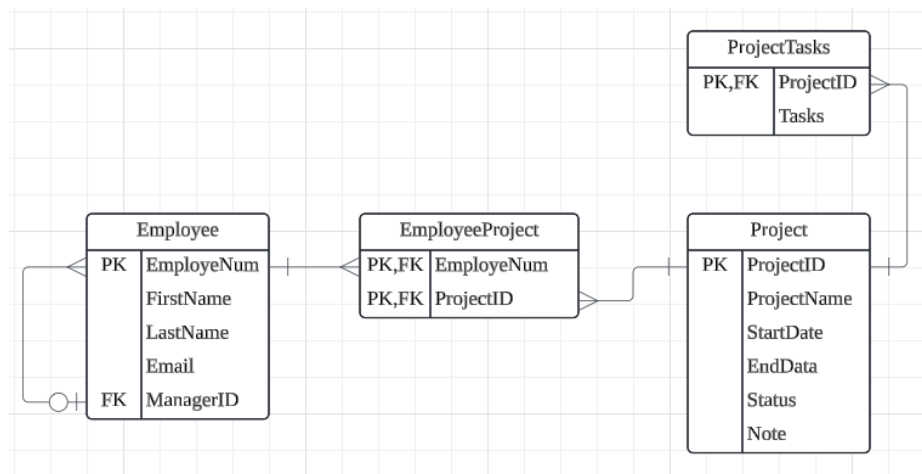 ProjectTasks
PK,FK ProjectID
Tasks
Employee
PK EmployeNum
FirstName
LastName
Email
FK ManagerID
EmployeeProject
PK,FK EmployeNum
PK,FK ProjectID
Project
PK ProjectID
ProjectName
StartDate
EndData
Status
Note